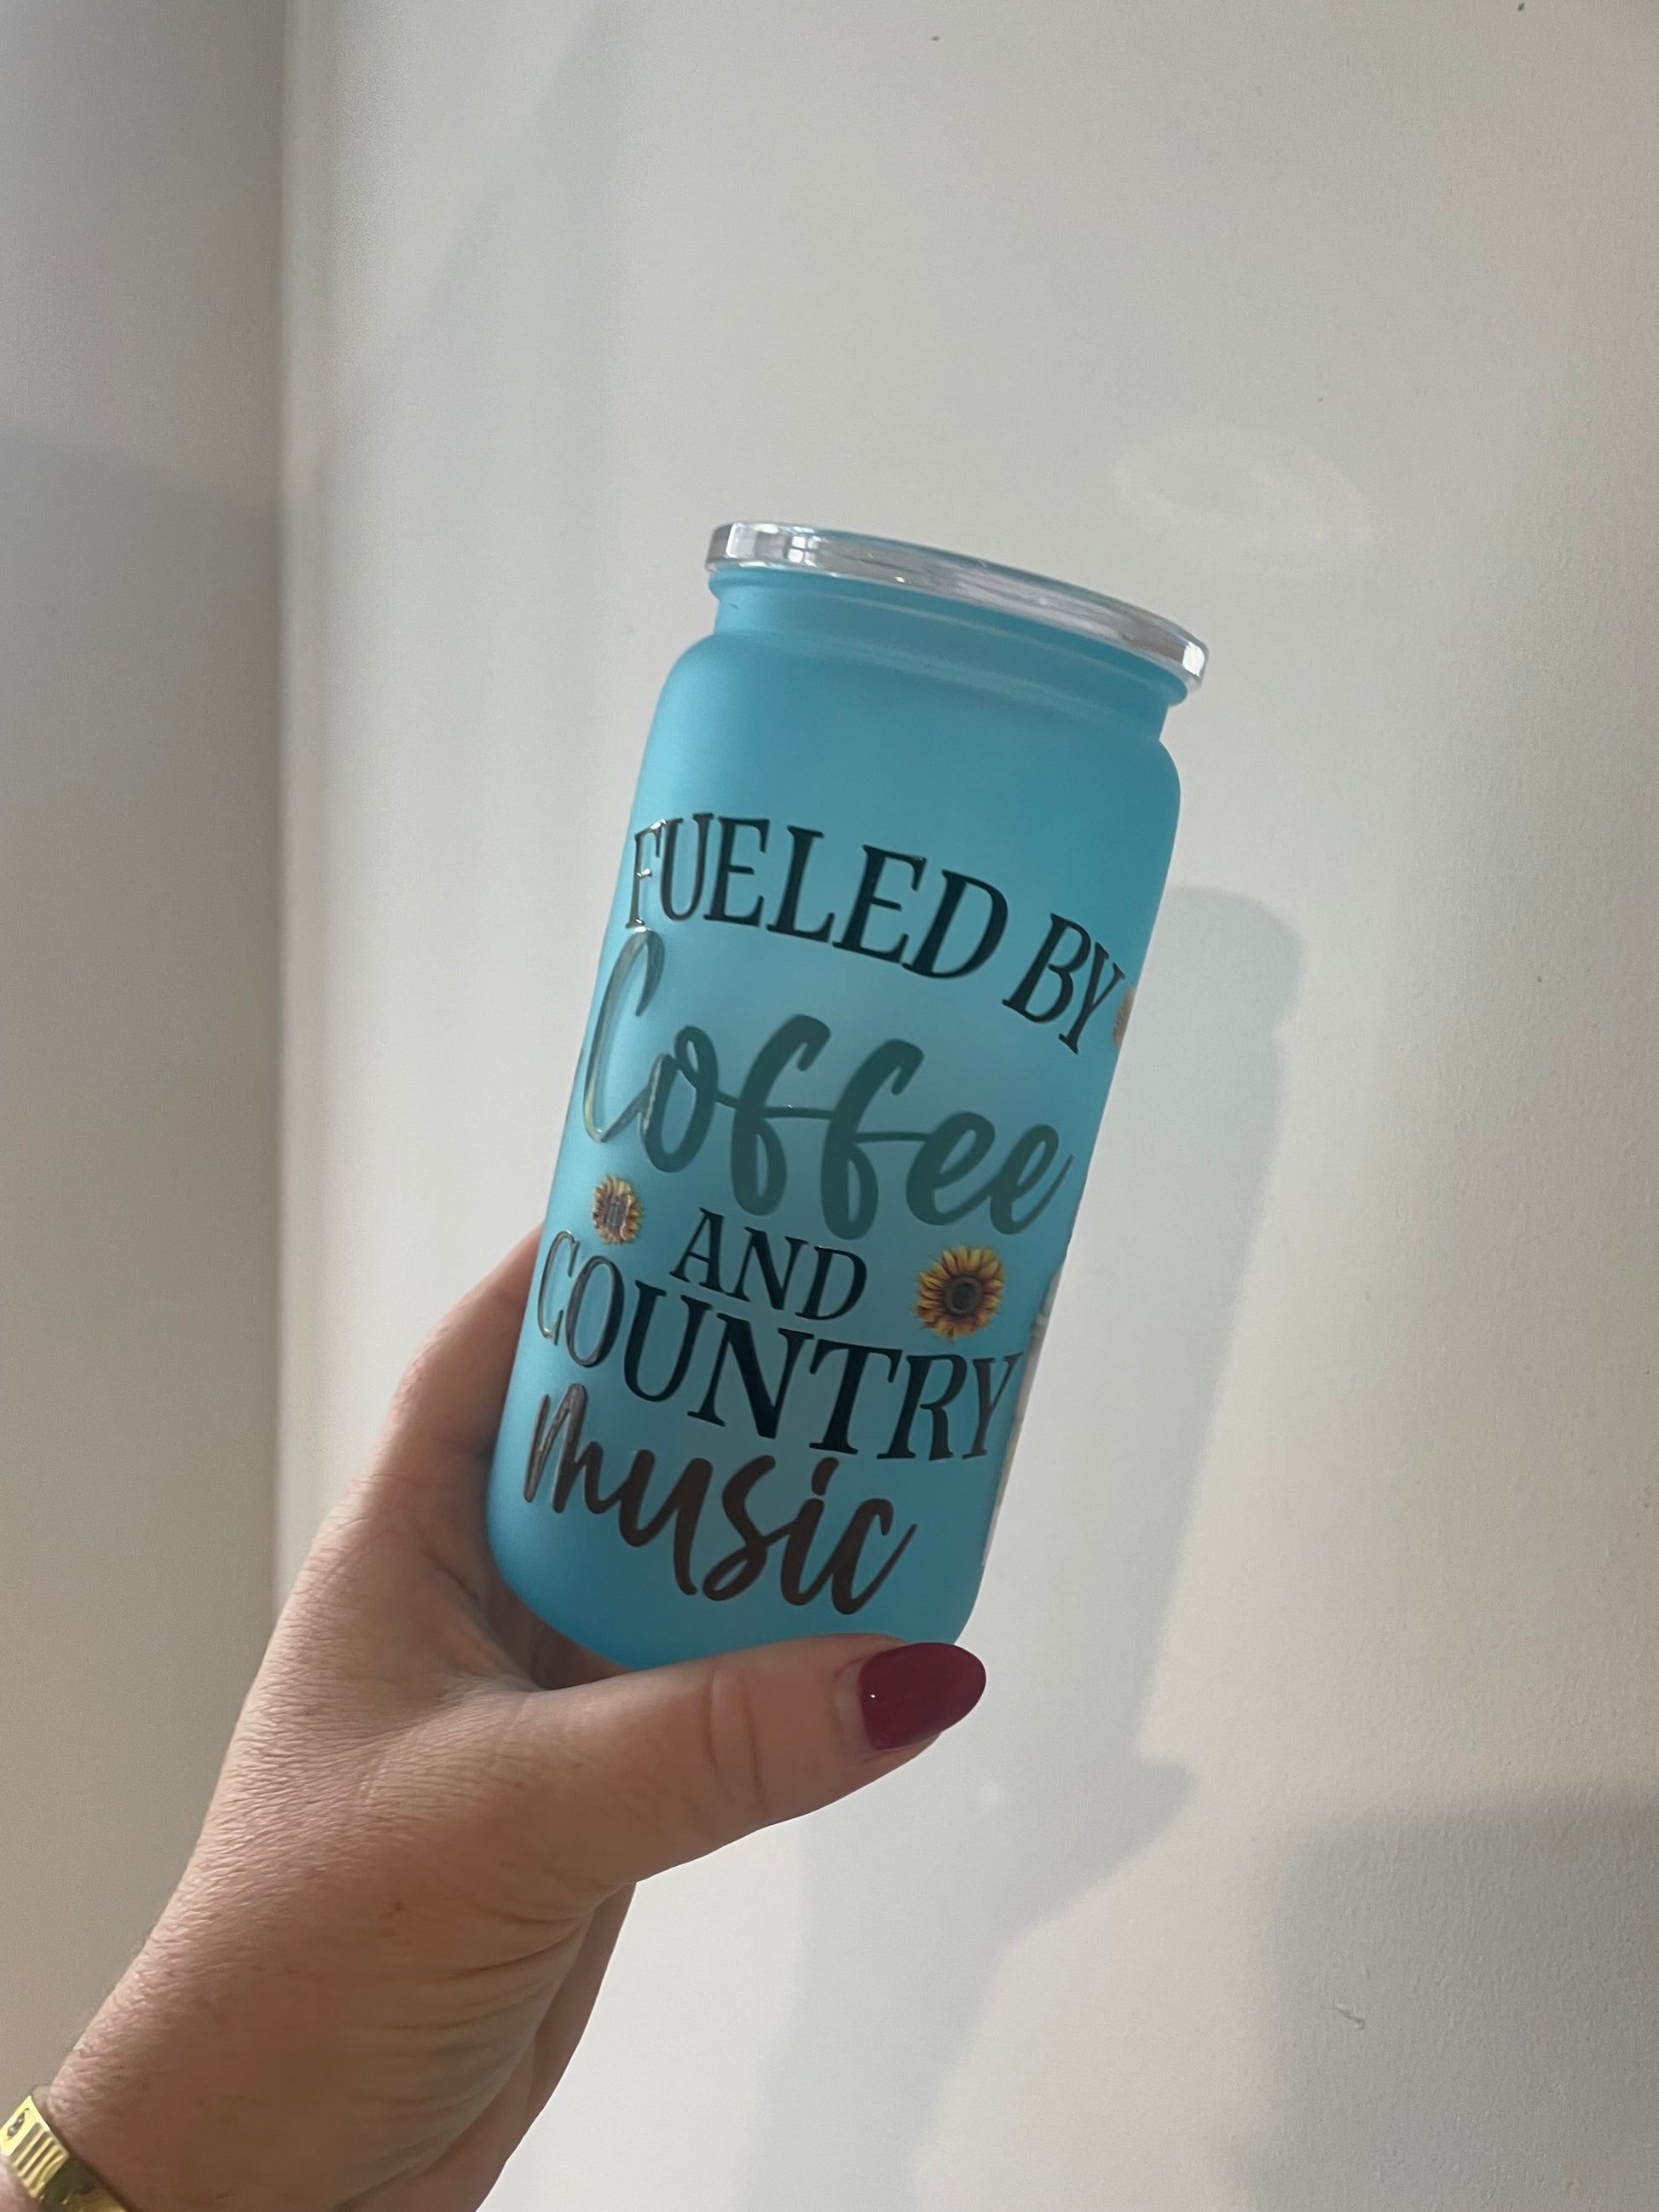 FUELED BY
Coffee
AND
COUNTRY
music